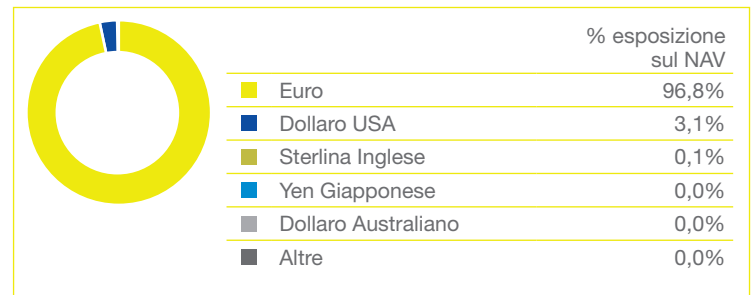 % esposizione
sul NAV
Euro 96,8%
Dollaro USA 3,1%
Sterlina Inglese 0,1%
Yen Giapponese 0,0%
Dollaro Australiano 0,0%
Altre 0,0%